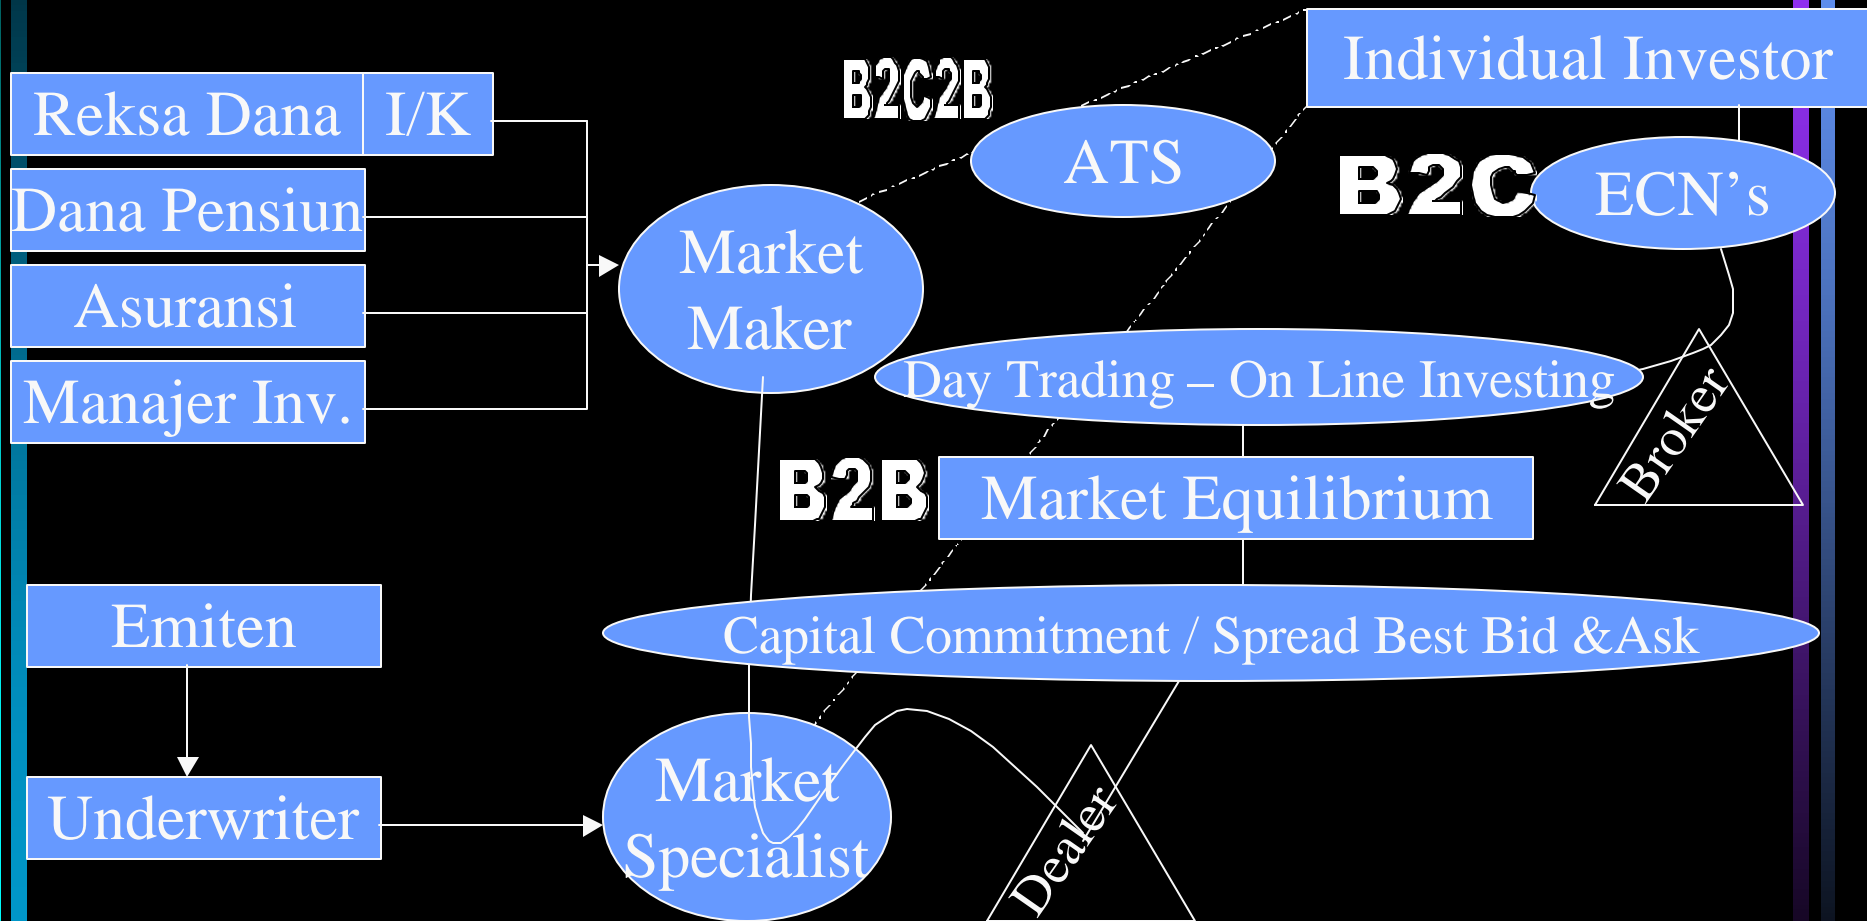 Individual Investor
B2C2B
Reksa Dana
I/K
ATS
B2C
ECN’s
Dana Pensiun
Market
Maker
Asuransi
Manajer Inv.
Day Trading – On Line Investing
Broker
B2B
Market Equilibrium
Emiten
Capital Commitment / Spread Best Bid &Ask
Underwriter
Market
Specialist
Dealer